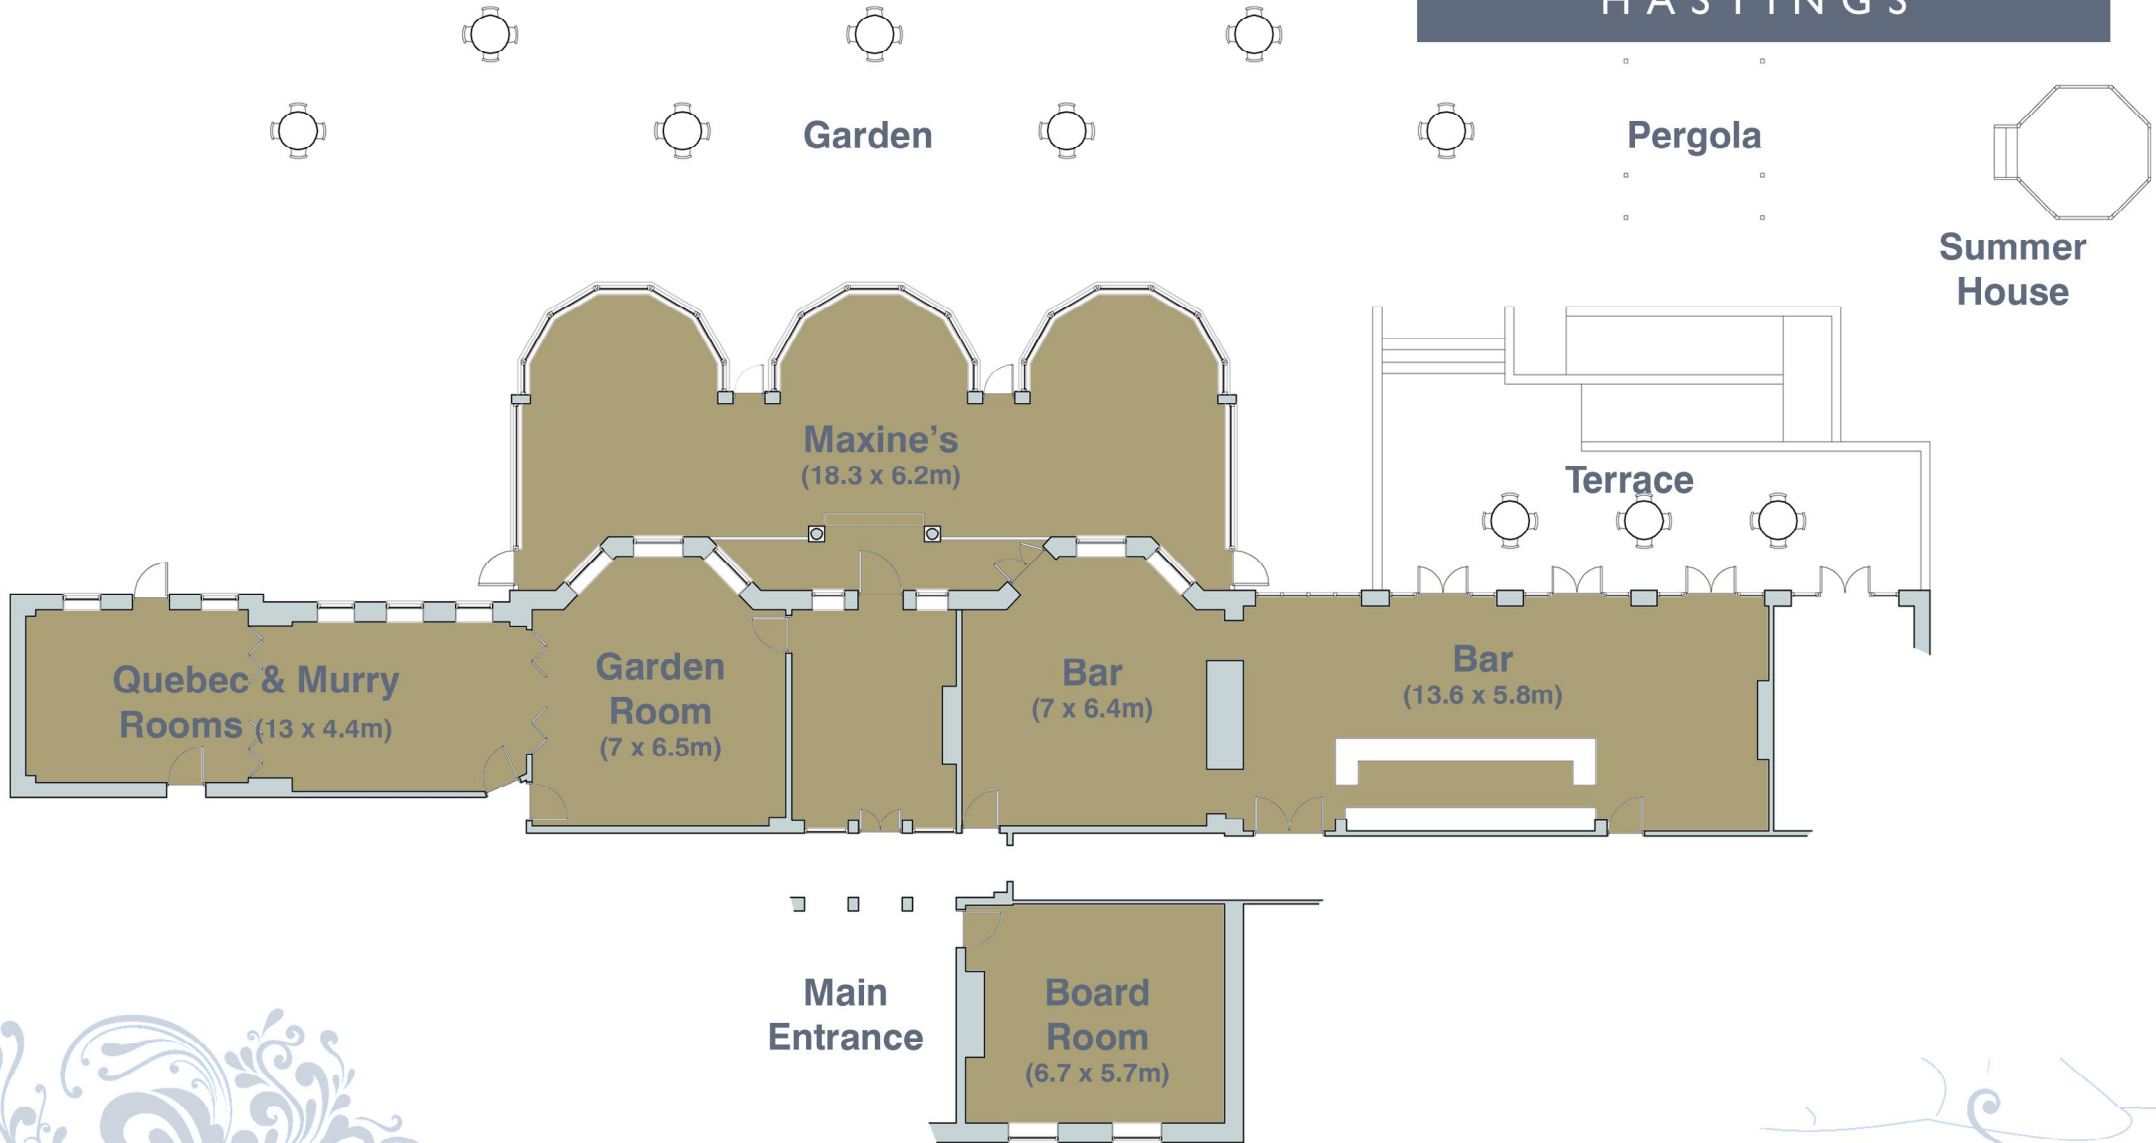 HASTINGS
Garden
Pergola
Summer
House
Maxine’s
(18.3 x 6.2m)
Terrace
Quebec & Murry
Rooms (13 x 4.4m)
Garden
Room
(7 x 6.5m)
Bar
(7 x 6.4m)
Bar
(13.6 x 5.8m)
Main
Entrance
Board
Room
(6.7 x 5.7m)